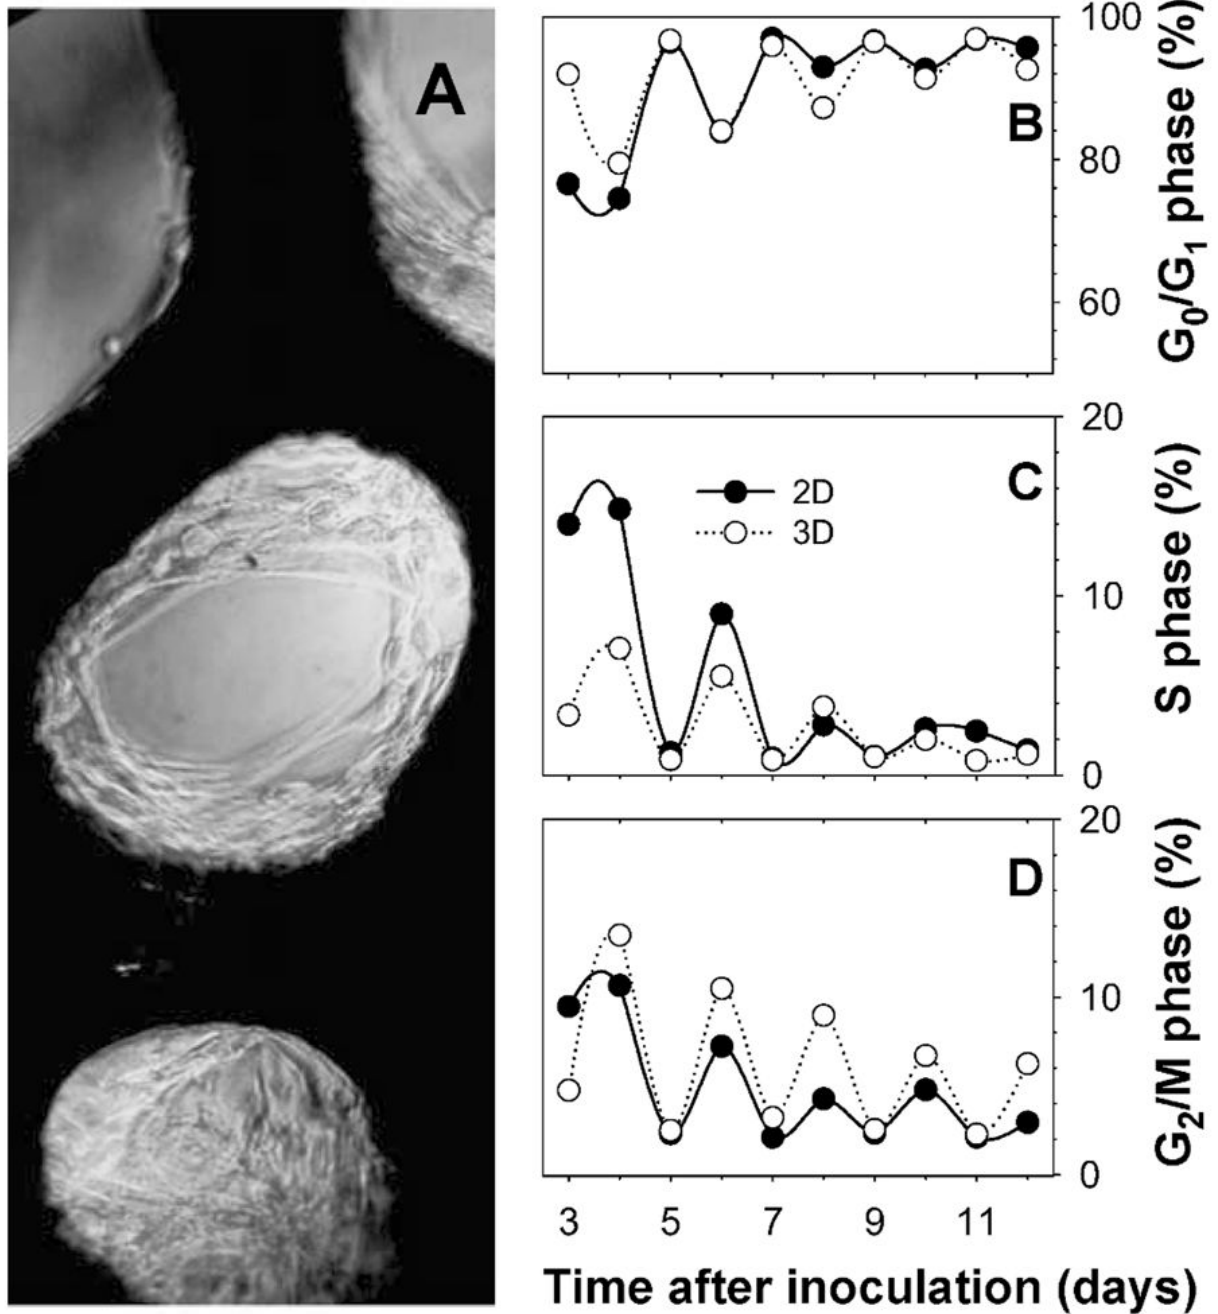 A
B
100
80
60
G₀/G₁ phase (%)
C
2D
3D
20
10
0
S phase (%)
D
20
10
0
G₂/M phase (%)
3 5 7 9 11
Time after inoculation (days)